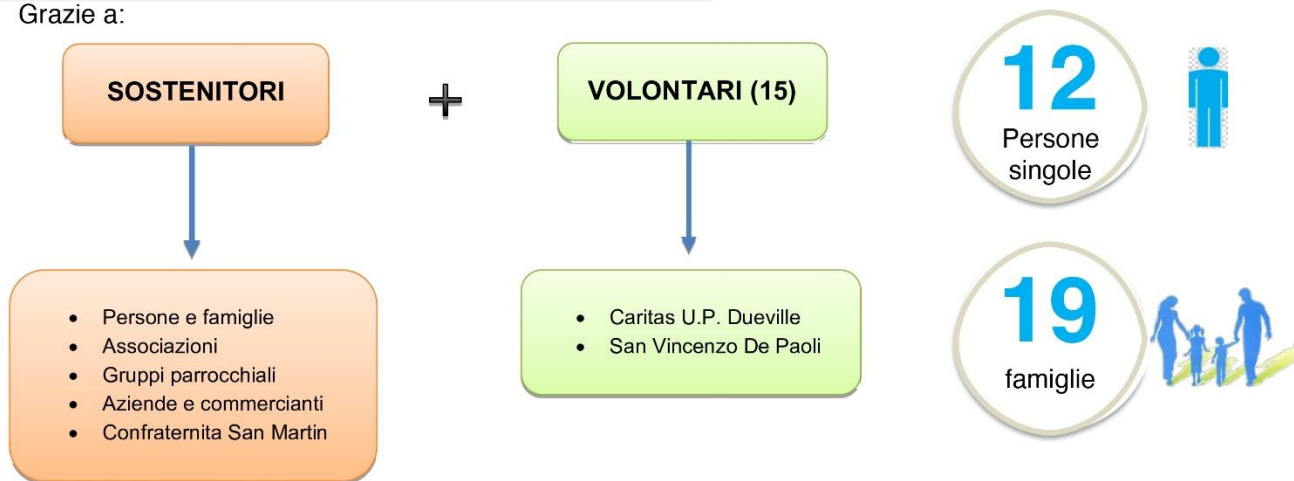 Grazie a:
SOSTENITORI
+
VOLONTARI (15)
• Persone e famiglie
• Associazioni
• Gruppi parrocchiali
• Aziende e commercianti
• Confraternita San Martin
• Caritas U.P. Dueville
• San Vincenzo De Paoli
12
Persone
singole
19
famiglie